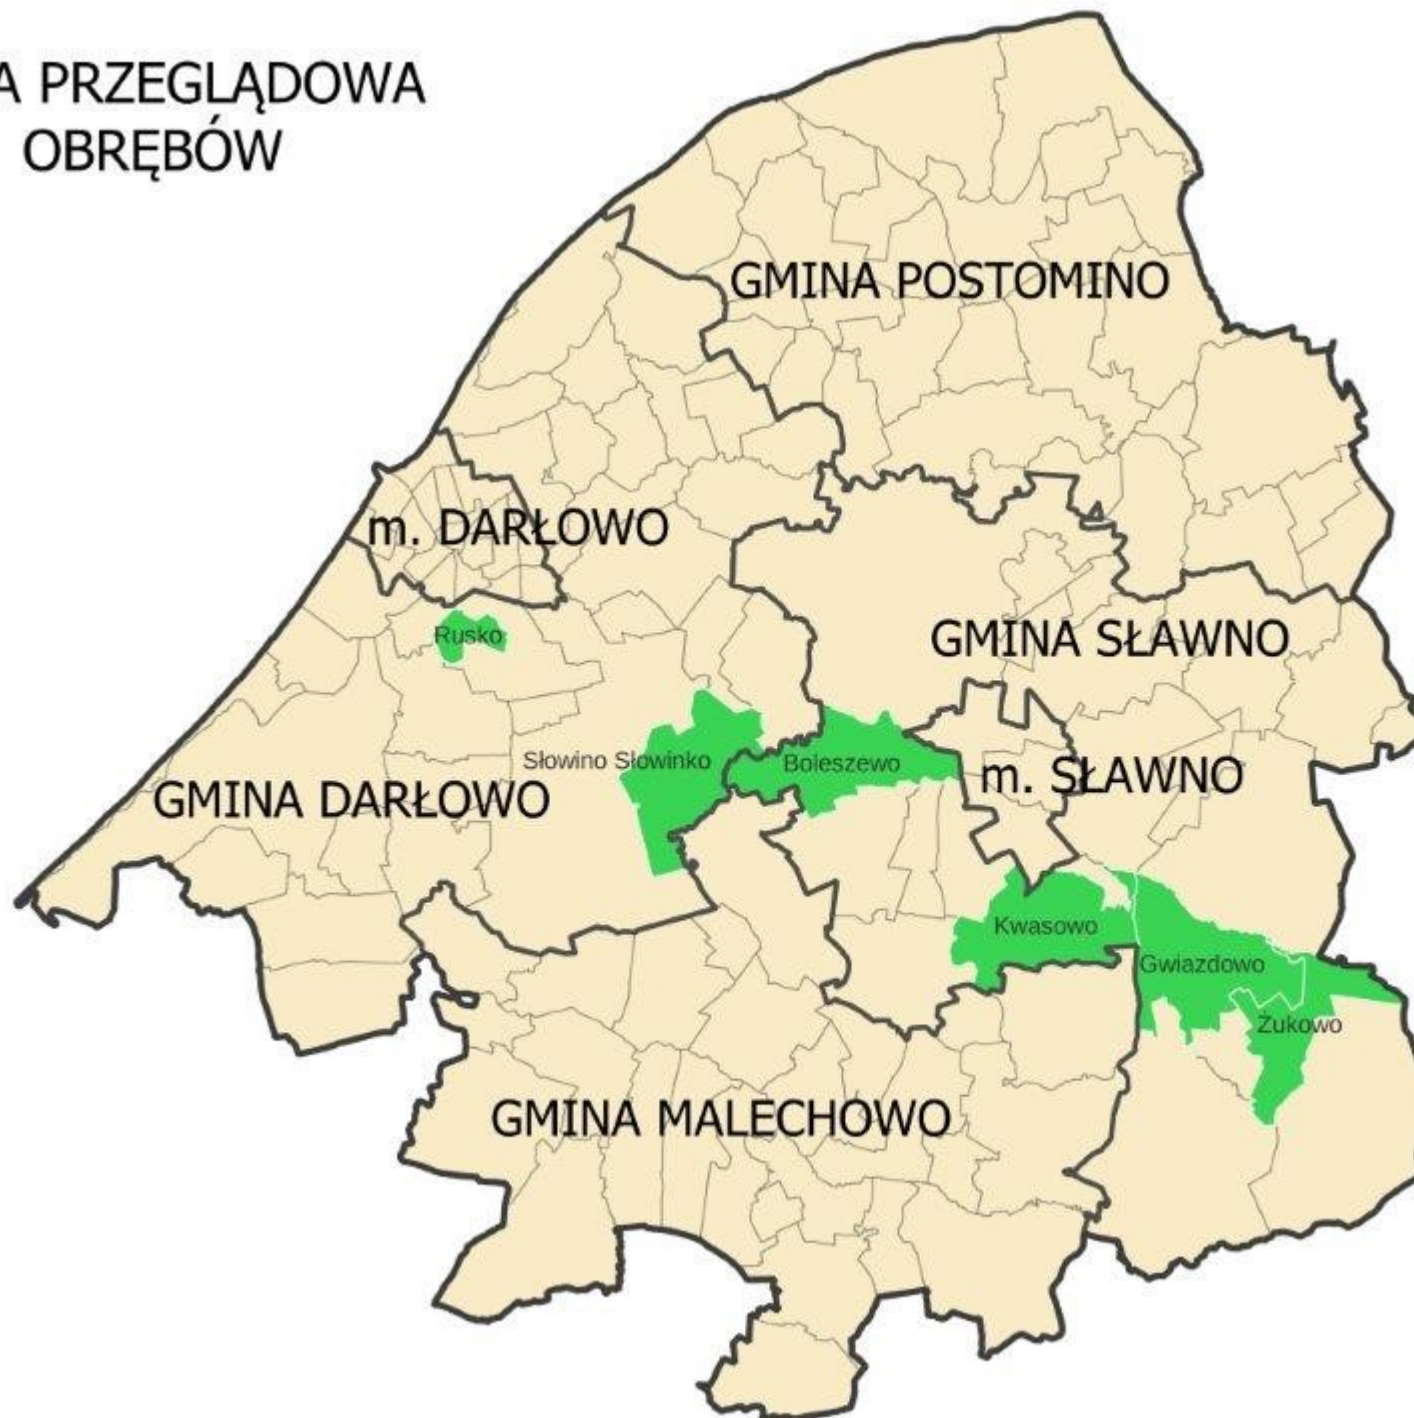 A PRZEGLĄDOWA
OBRĘBÓW
GMINA POSTOMINO
m. DARŁOWO
Rusko
GMINA SŁAWNO
Słowino Słowinko
Boleszewo
m. SŁAWNO
GMINA DARŁOWO
Kwasowo
Gwiazdowo
Żukowo
GMINA MALECHOWO